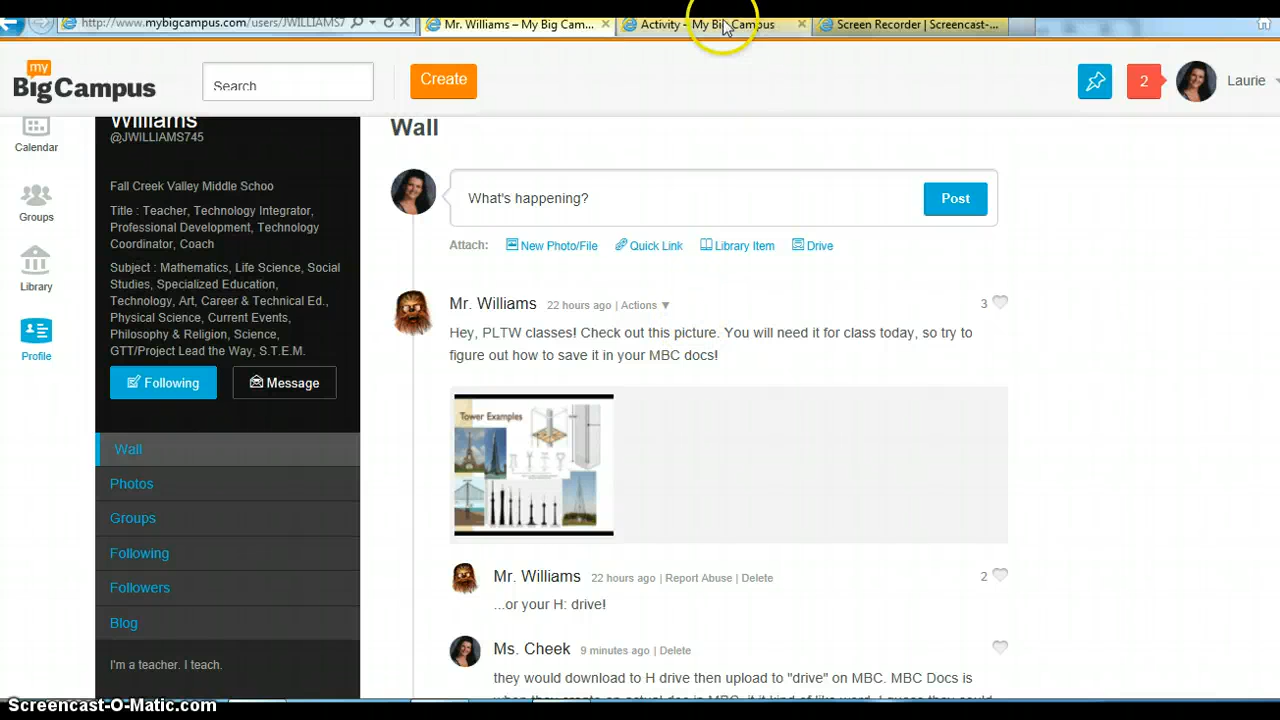 http://www.mybigcampus.com/users/JWILLIAMS7
Mr. Williams – My Big Cam...
Activity - My Big Campus
Screen Recorder | Screencast-...
my
BigCampus
Search
Create
2
Laurie
Calendar
Groups
Library
Profile
Williams
@JWILLIAMS745
Fall Creek Valley Middle Schoo
Title : Teacher, Technology Integrator,
Professional Development, Technology
Coordinator, Coach
Subject : Mathematics, Life Science, Social
Studies, Specialized Education,
Technology, Art, Career & Technical Ed.,
Physical Science, Current Events,
Philosophy & Religion, Science,
GTT/Project Lead the Way, S.T.E.M.
Following
Message
Wall
Photos
Groups
Following
Followers
Blog
I'm a teacher. I teach.
Wall
What's happening?
Post
Attach: New Photo/File Quick Link Library Item Drive
Mr. Williams 22 hours ago | Actions ▼
3
Hey, PLTW classes! Check out this picture. You will need it for class today, so try to
figure out how to save it in your MBC docs!
Tower Examples
Mr. Williams 22 hours ago | Report Abuse | Delete
2
...or your H: drive!
Ms. Cheek 9 minutes ago | Delete
they would download to H drive then upload to "drive" on MBC. MBC Docs is
Screencast-O-Matic.com